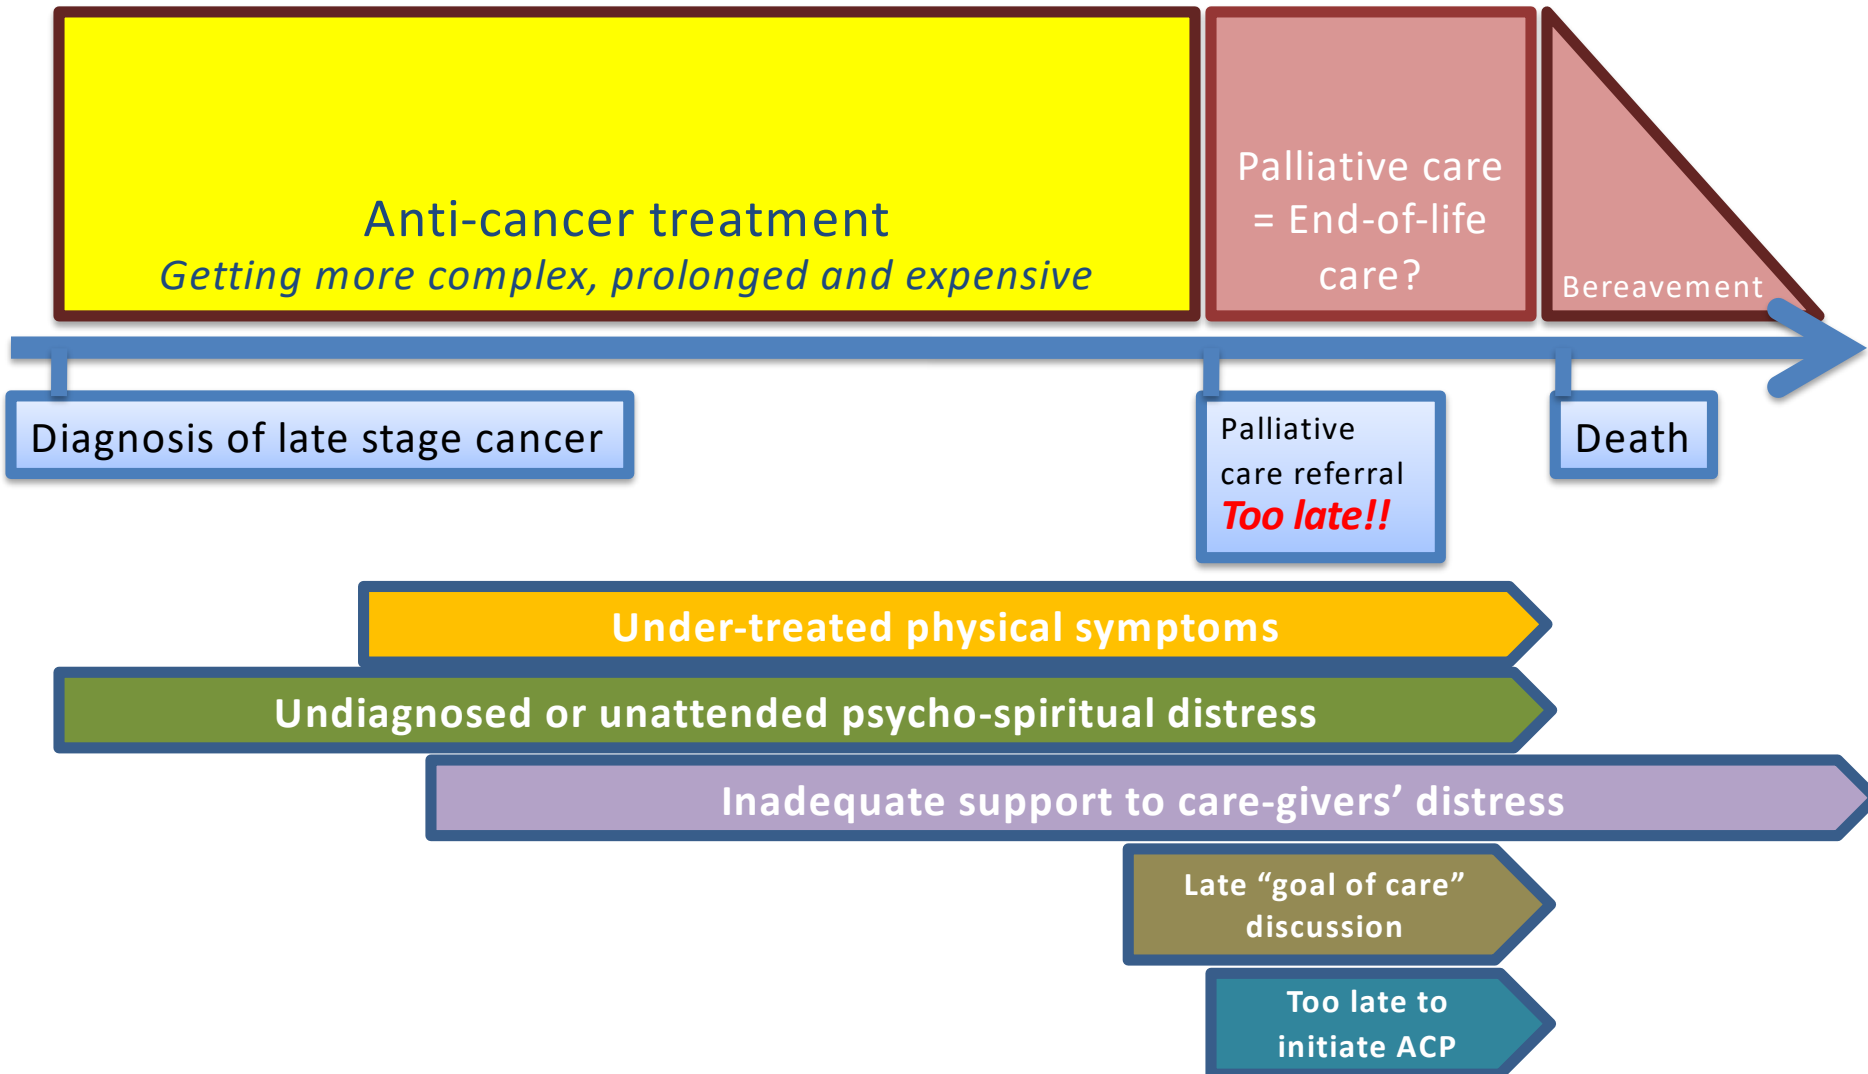 Anti-cancer treatment
Getting more complex, prolonged and expensive
Palliative care
= End-of-life
care?
Bereavement
Diagnosis of late stage cancer
Palliative
care referral
Too late!!
Death
Under-treated physical symptoms
Undiagnosed or unattended psycho-spiritual distress
Inadequate support to care-givers’ distress
Late “goal of care”
discussion
Too late to
initiate ACP